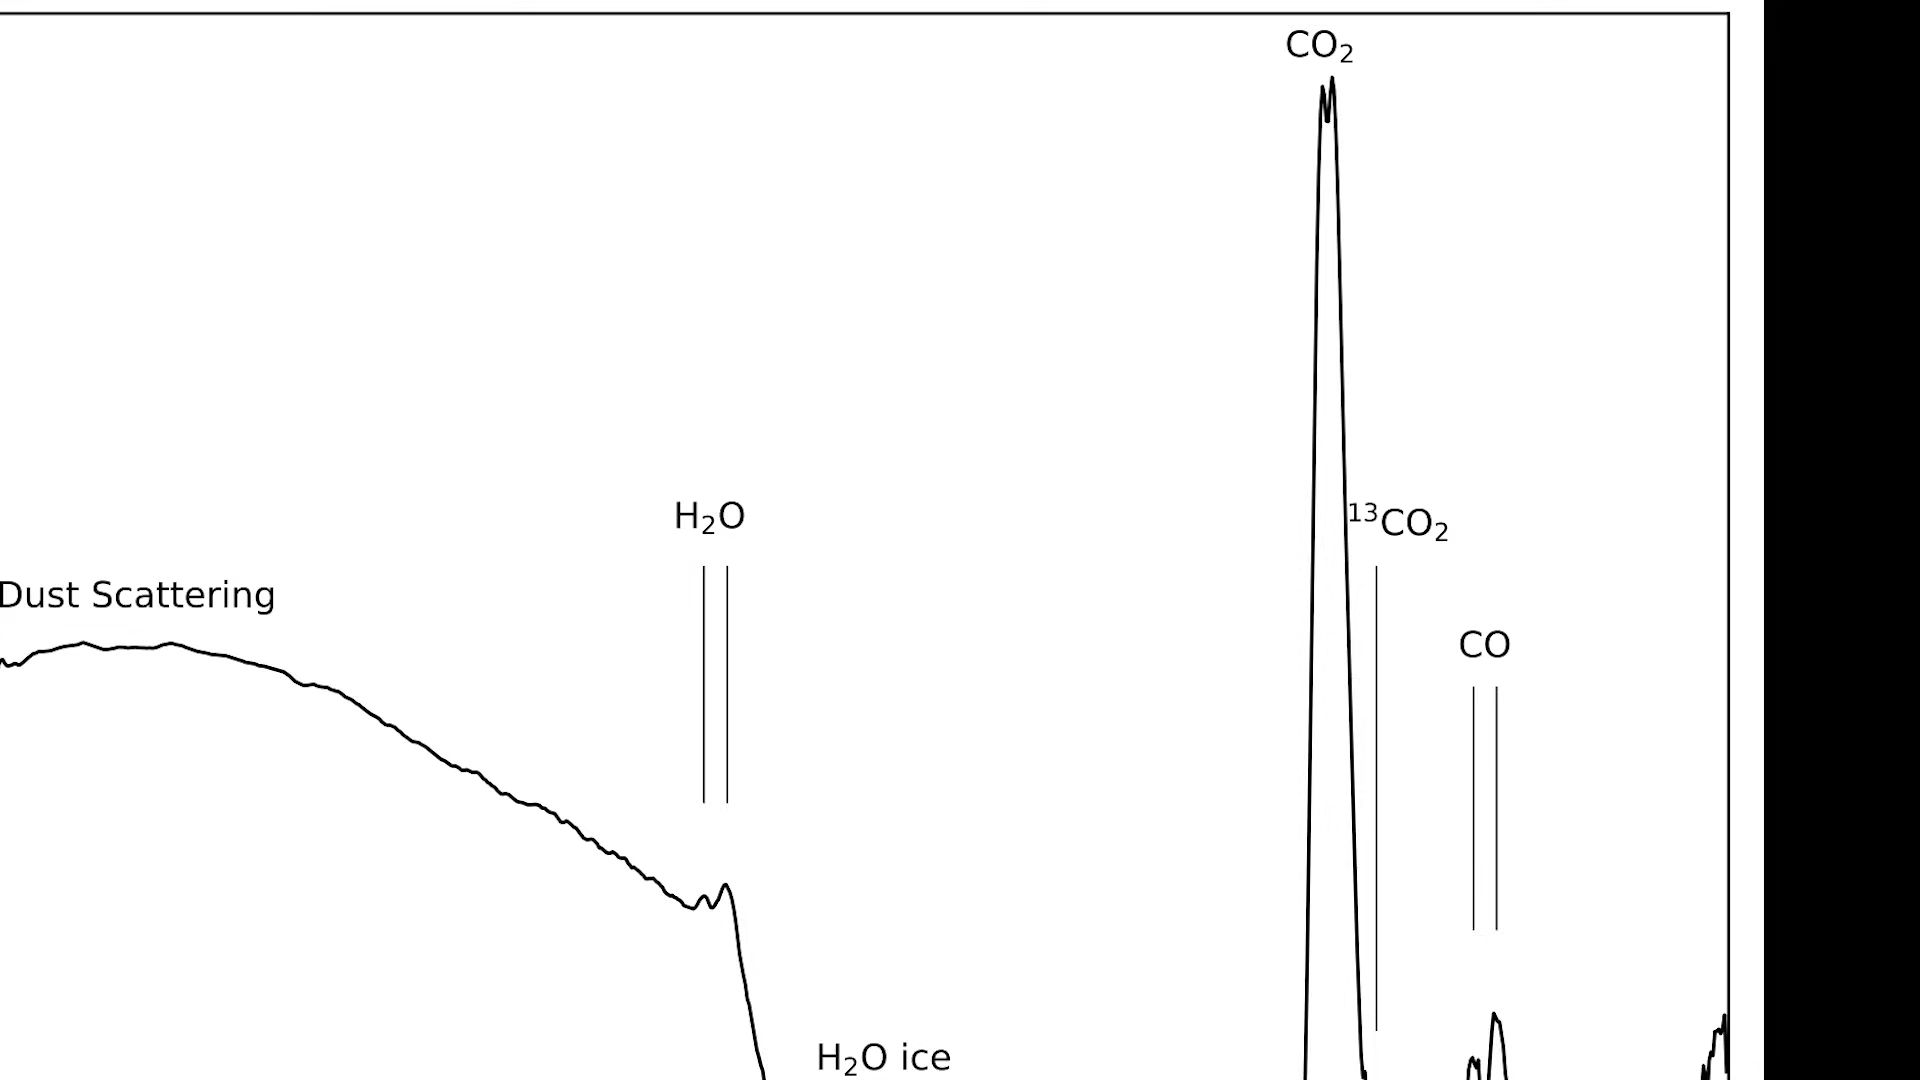 CO₂
H₂O
¹³CO₂
Dust Scattering
CO
H₂O ice